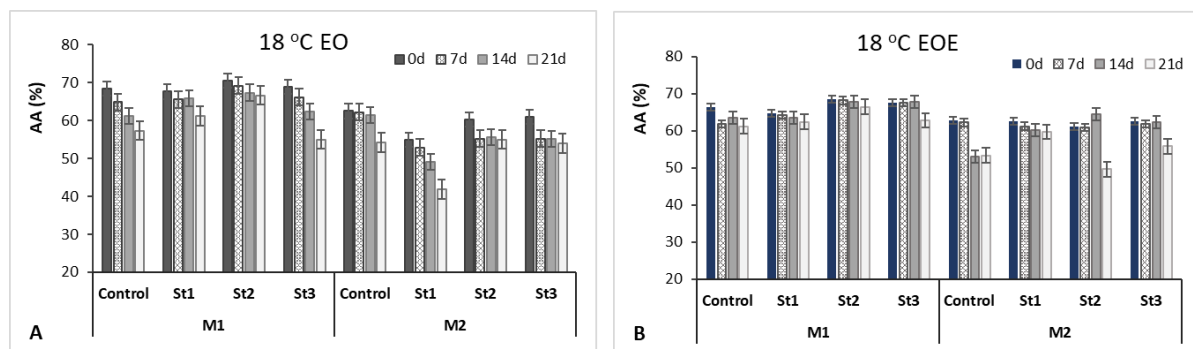 18 °C EO
0d 7d 14d 21d
AA (%)
80
70
60
50
40
30
20
Control St1 St2 St3 Control St1 St2 St3
M1 M2
A
18 °C EOE
0d 7d 14d 21d
AA (%)
80
70
60
50
40
30
20
Control St1 St2 St3 Control St1 St2 St3
M1 M2
B